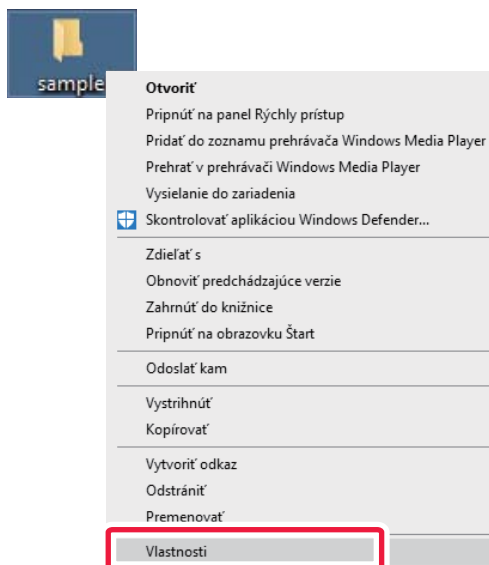 sample
Otvoriť
Pripnúť na panel Rýchly prístup
Pridať do zoznamu prehrávača Windows Media Player
Prehrať v prehrávači Windows Media Player
Vysielanie do zariadenia
Skontrolovať aplikáciou Windows Defender...
Zdieľať s
Obnoviť predchádzajúce verzie
Zahrnúť do knižnice
Pripnúť na obrazovku Štart
Odoslať kam
Vystrihnúť
Kopírovať
Vytvoriť odkaz
Odstrániť
Premenovať
Vlastnosti